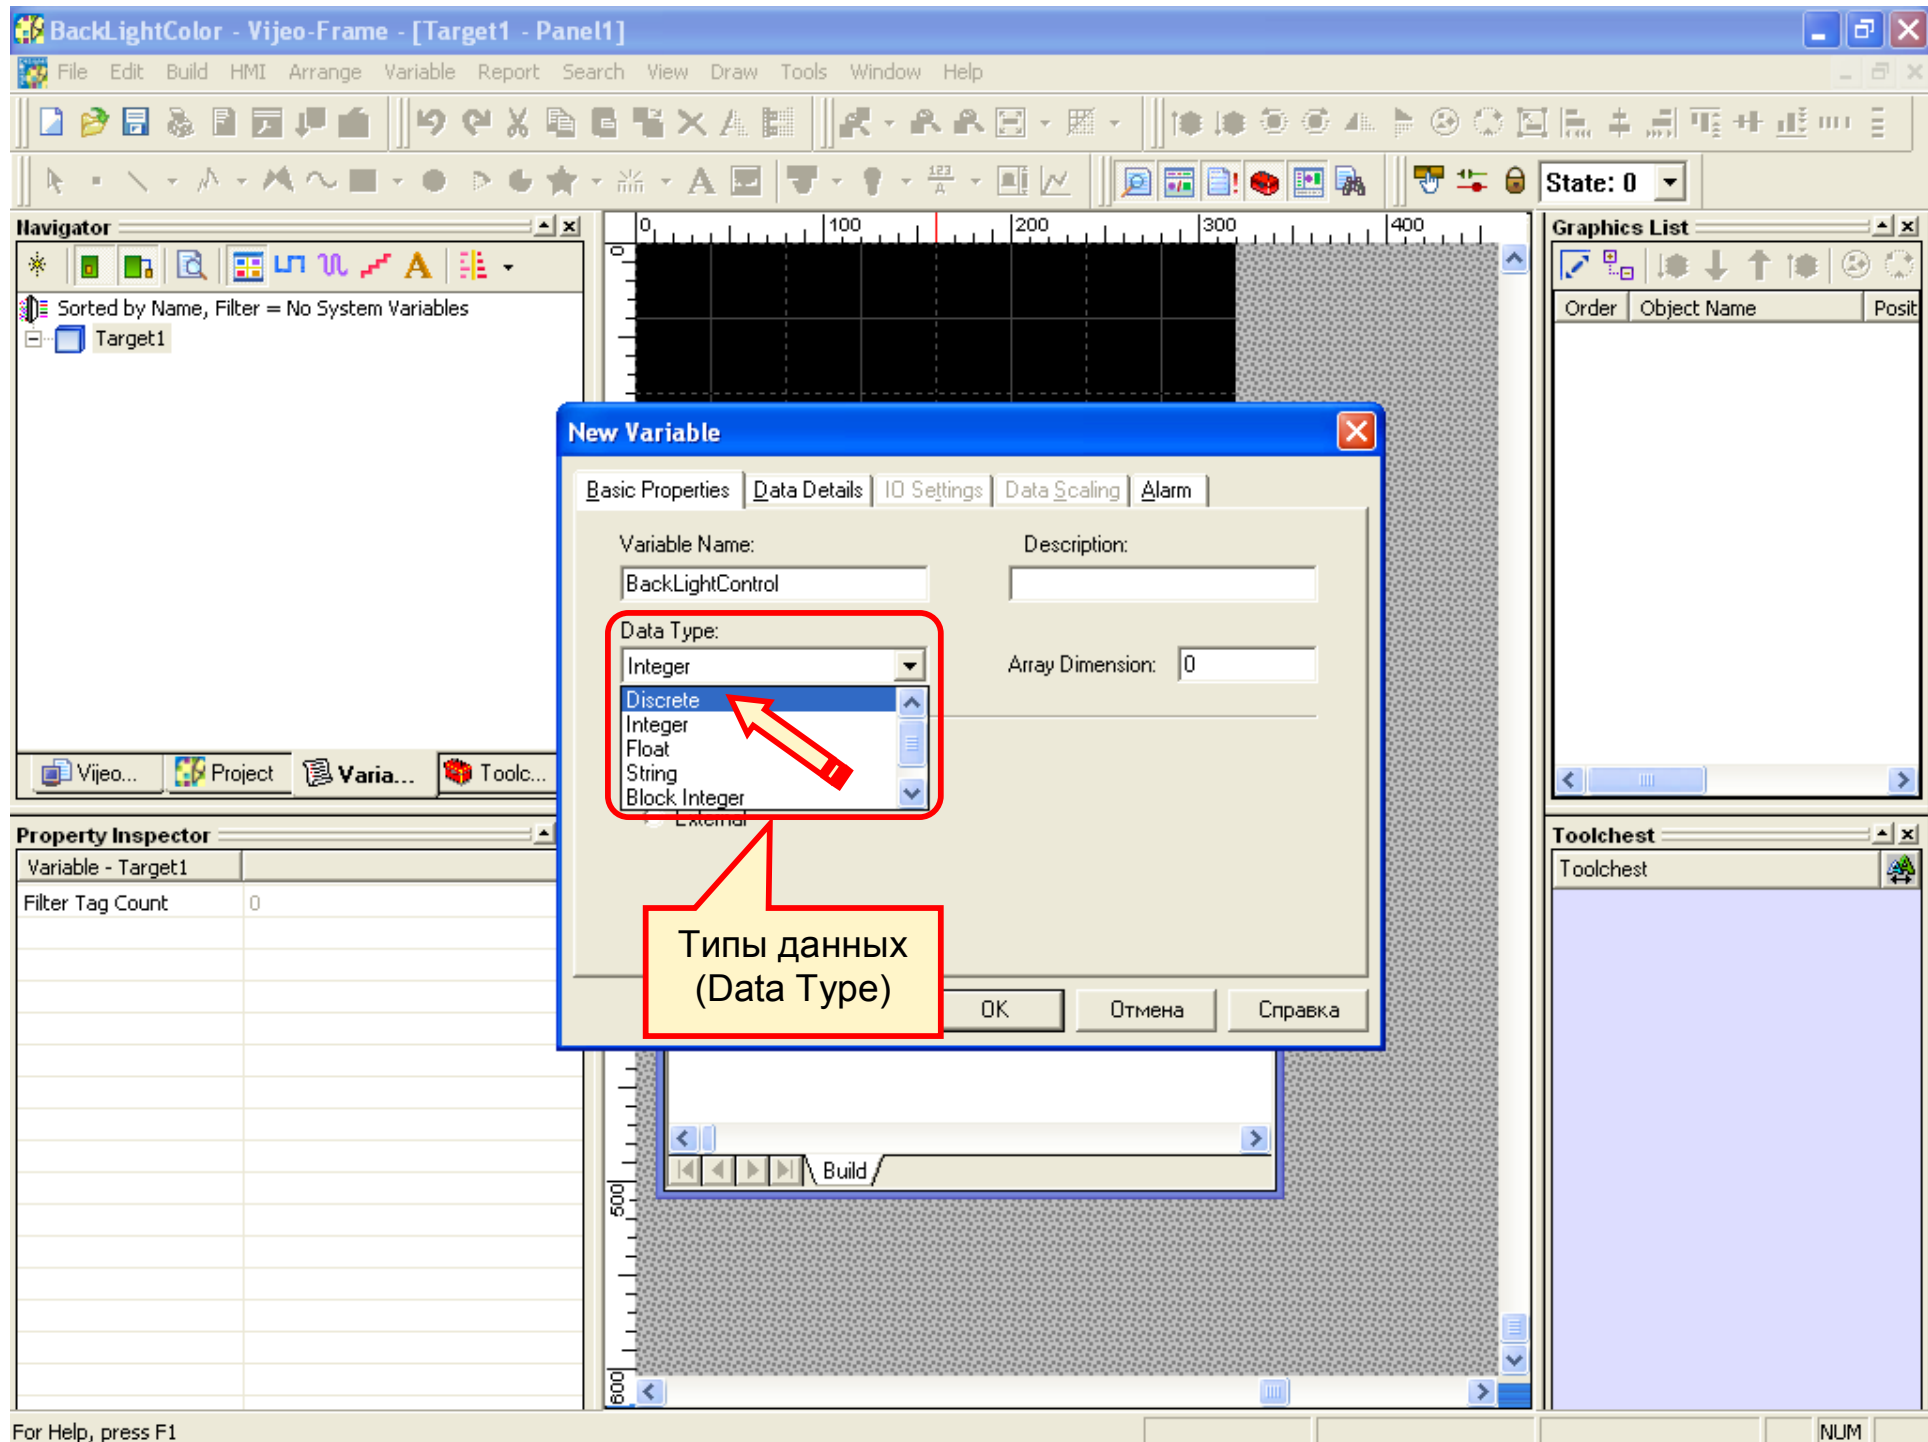 BackLightColor - Vijeo-Frame - [Target1 - Panel1]
File Edit Build HMI Arrange Variable Report Search View Draw Tools Window Help
State: 0
Navigator
Sorted by Name, Filter = No System Variables
Target1
Vijeo... Project Varia... Toolc...
Property Inspector
Variable - Target1
Filter Tag Count 0
0 100 200 300 400
0
500
600
New Variable
Basic Properties Data Details IO Settings Data Scaling Alarm
Variable Name: Description:
BackLightControl
Data Type:
Integer
Array Dimension: 0
Discrete
Integer
Float
String
Block Integer
External
Типы данных
(Data Type)
OK Отмена Справка
Build
Graphics List
Order Object Name Posit
Toolchest
Toolchest
For Help, press F1
NUM